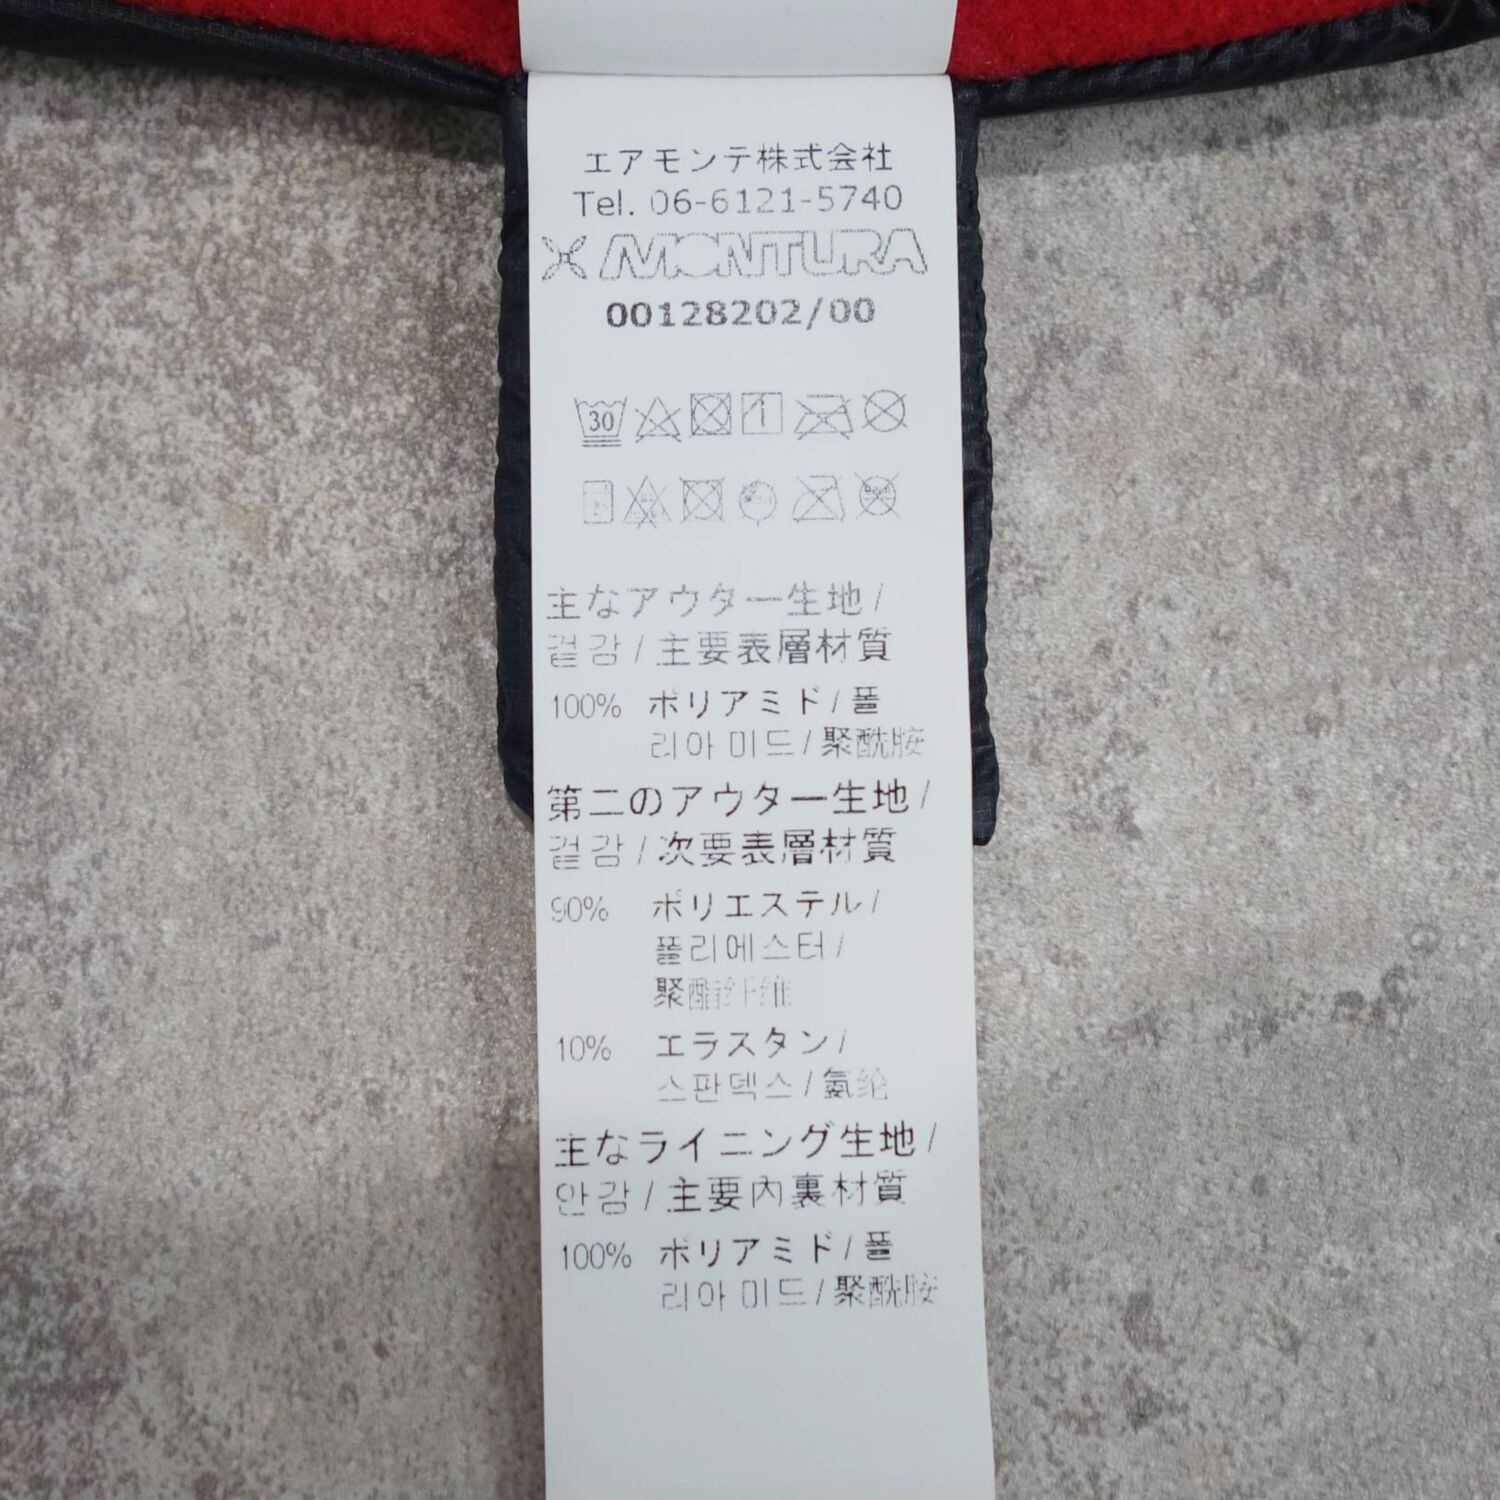 エアモンテ株式会社
Tel. 06-6121-5740
MONTURA
00128202/00
30
主なアウター生地/
겉감/主要表層材質
100% ポリアミド/폴
리아미드/聚酰胺
第二のアウター生地/
겉감/次要表層材質
90% ポリエステル/
폴리에스터/
聚酯纤维
10% エラスタン/
스판덱스/氨纶
主なライニング生地/
안감/主要內裏材質
100% ポリアミド/폴
리아미드/聚酰胺